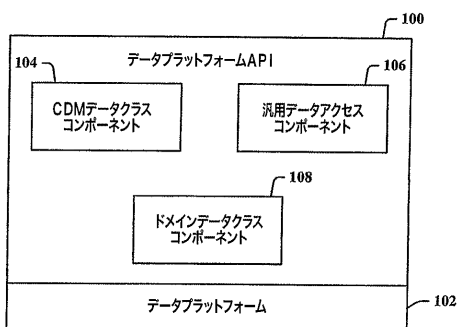 100
データプラットフォームAPI
104
106
CDMデータクラス
コンポーネント
汎用データアクセス
コンポーネント
108
ドメインデータクラス
コンポーネント
データプラットフォーム
102